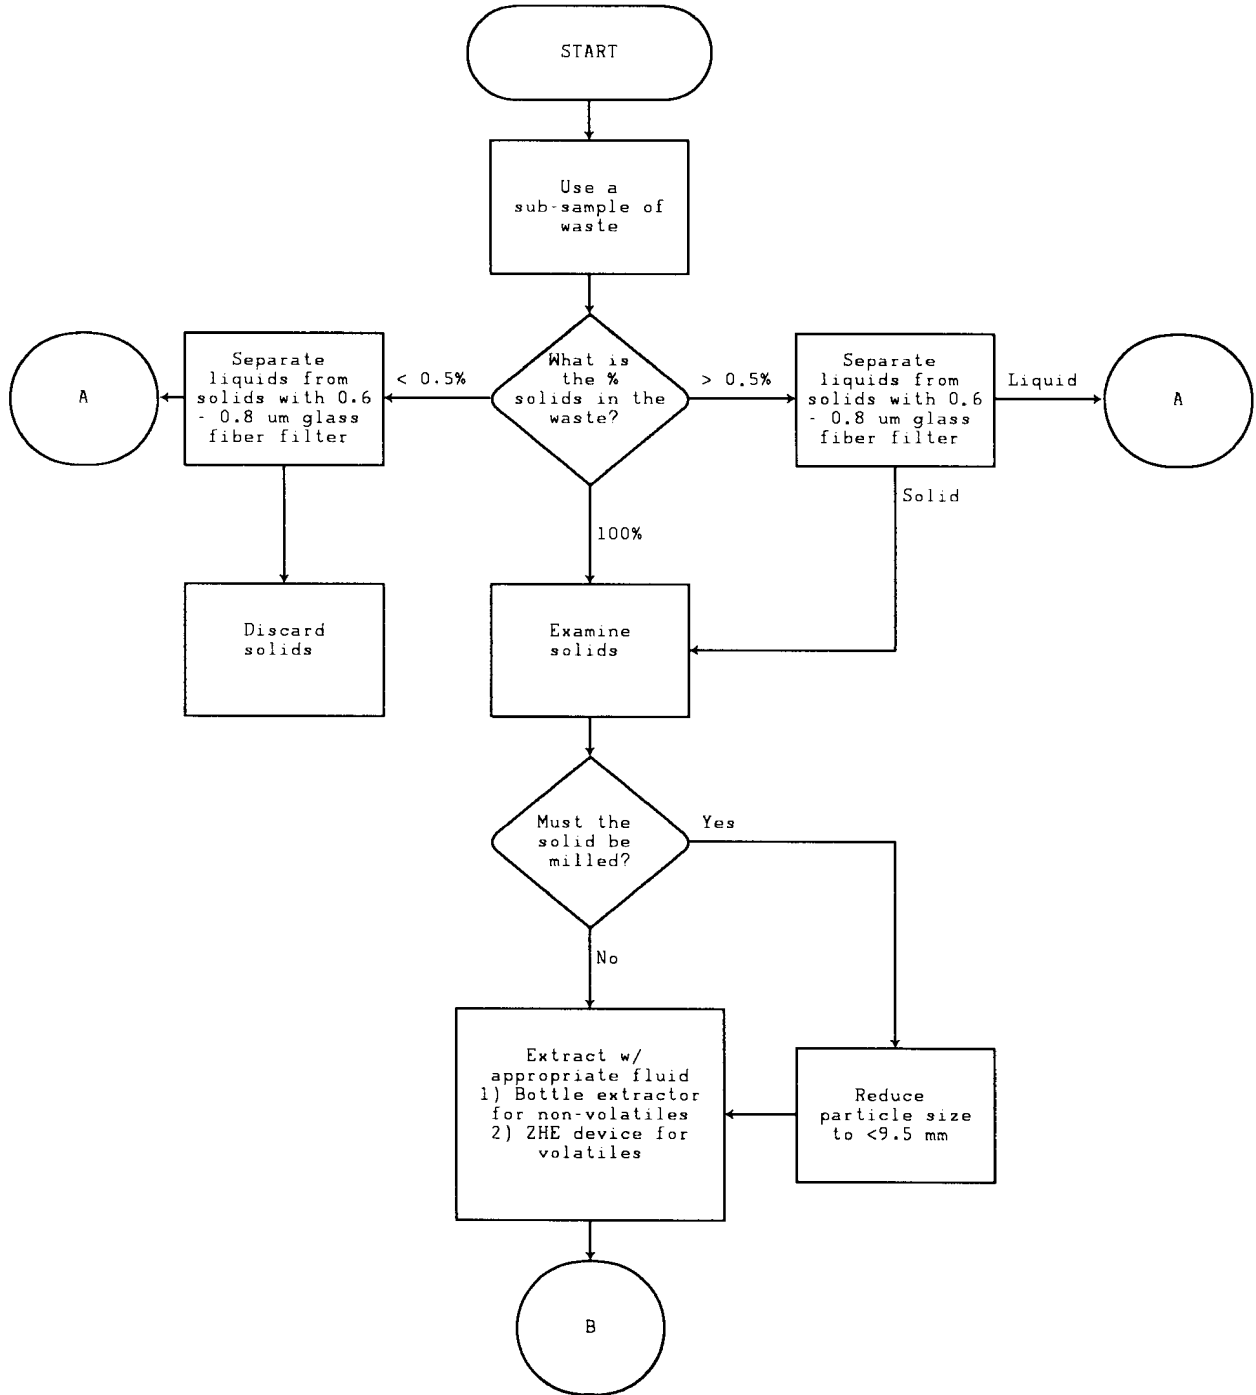 START
Use a
sub-sample of
waste
A
Separate
liquids from
solids with 0.6
- 0.8 um glass
fiber filter
< 0.5%
What is
the %
solids in the
waste?
> 0.5%
Separate
liquids from
solids with 0.6
- 0.8 um glass
fiber filter
Liquid
A
Solid
100%
Discard
solids
Examine
solids
Must the
solid be
milled?
Yes
No
Extract w/
appropriate fluid
1) Bottle extractor
for non-volatiles
2) ZHE device for
volatiles
Reduce
particle size
to <9.5 mm
B